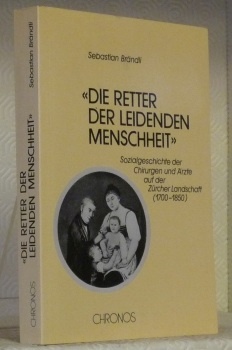 Sebastian Brändli
«DIE RETTER
DER LEIDENDEN
MENSCHHEIT»
Sozialgeschichte der
Chirurgen und Ärzte
auf der
Zürcher Landschaft
(1700–1850)
CHRONOS
Sebastian Brändli
«DIE RETTER DER
LEIDENDEN MENSCHHEIT»
CHRONOS